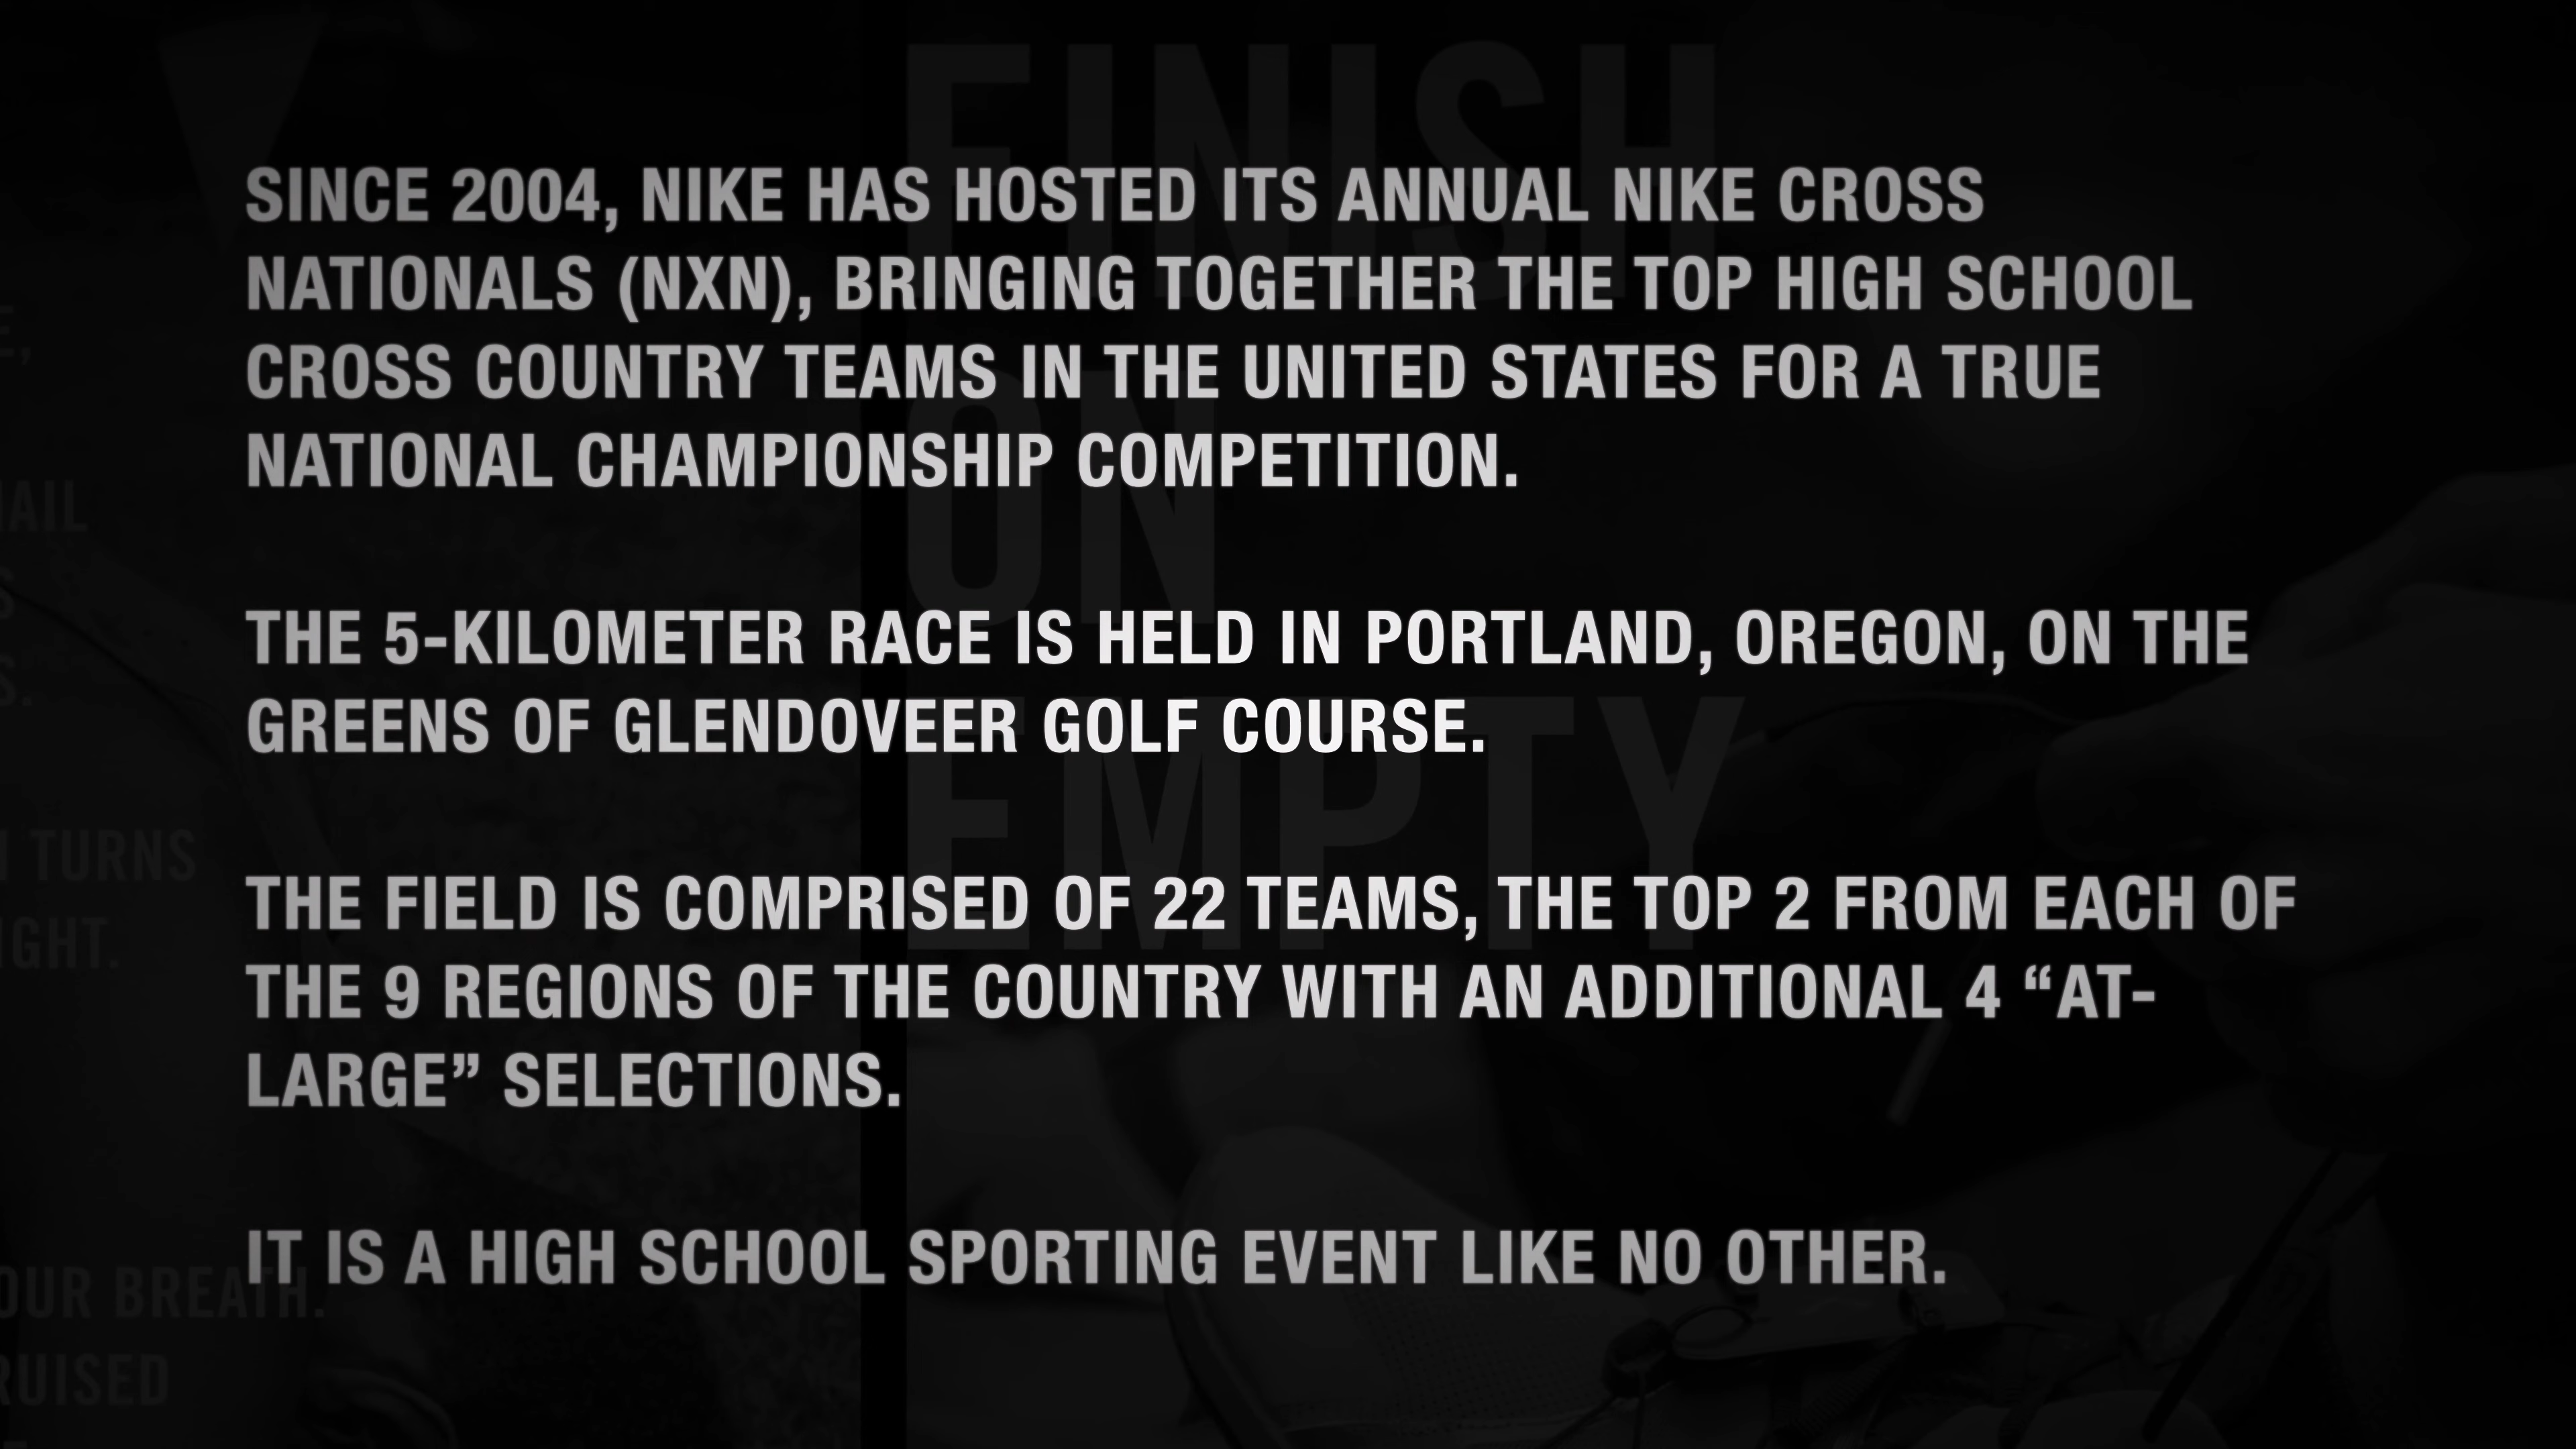 SINCE 2004, NIKE HAS HOSTED ITS ANNUAL NIKE CROSS
NATIONALS (NXN), BRINGING TOGETHER THE TOP HIGH SCHOOL
CROSS COUNTRY TEAMS IN THE UNITED STATES FOR A TRUE
NATIONAL CHAMPIONSHIP COMPETITION.
THE 5-KILOMETER RACE IS HELD IN PORTLAND, OREGON, ON THE
GREENS OF GLENDOVEER GOLF COURSE.
THE FIELD IS COMPRISED OF 22 TEAMS, THE TOP 2 FROM EACH OF
THE 9 REGIONS OF THE COUNTRY WITH AN ADDITIONAL 4 “AT-
LARGE” SELECTIONS.
IT IS A HIGH SCHOOL SPORTING EVENT LIKE NO OTHER.
FINISH
ON
EMPTY
TURNS
BREATH.